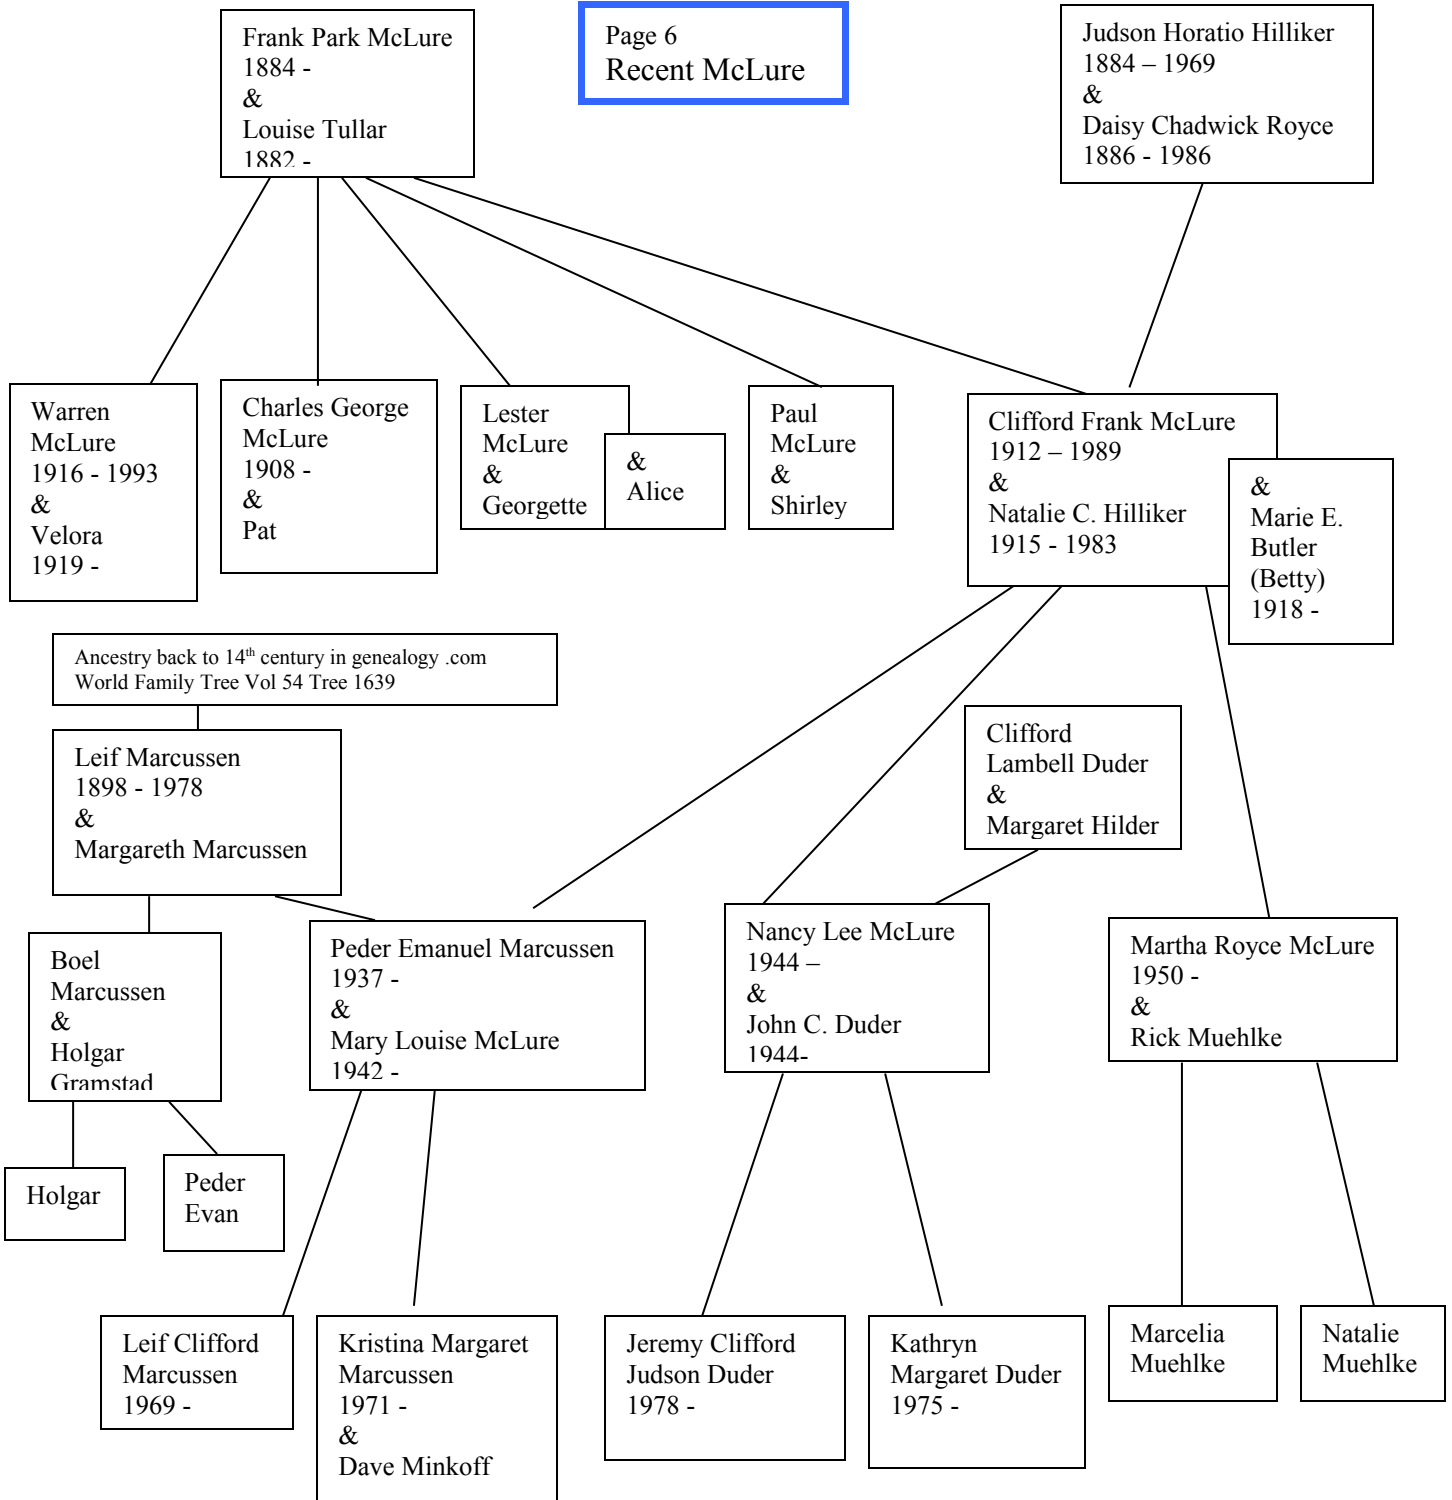 Frank Park McLure
1884 -
&
Louise Tullar
1882 -
Page 6
Recent McLure
Judson Horatio Hilliker
1884 – 1969
&
Daisy Chadwick Royce
1886 - 1986
Warren
McLure
1916 - 1993
&
Velora
1919 -
Charles George
McLure
1908 -
&
Pat
Lester
McLure
&
Georgette
&
Alice
Paul
McLure
&
Shirley
Clifford Frank McLure
1912 – 1989
&
Natalie C. Hilliker
1915 - 1983
&
Marie E.
Butler
(Betty)
1918 -
Ancestry back to 14th century in genealogy .com
World Family Tree Vol 54 Tree 1639
Leif Marcussen
1898 - 1978
&
Margareth Marcussen
Clifford
Lambell Duder
&
Margaret Hilder
Boel
Marcussen
&
Holgar
Gramstad
Peder Emanuel Marcussen
1937 -
&
Mary Louise McLure
1942 -
Nancy Lee McLure
1944 –
&
John C. Duder
1944-
Martha Royce McLure
1950 -
&
Rick Muehlke
Holgar
Peder
Evan
Leif Clifford
Marcussen
1969 -
Kristina Margaret
Marcussen
1971 -
&
Dave Minkoff
Jeremy Clifford
Judson Duder
1978 -
Kathryn
Margaret Duder
1975 -
Marcelia
Muehlke
Natalie
Muehlke